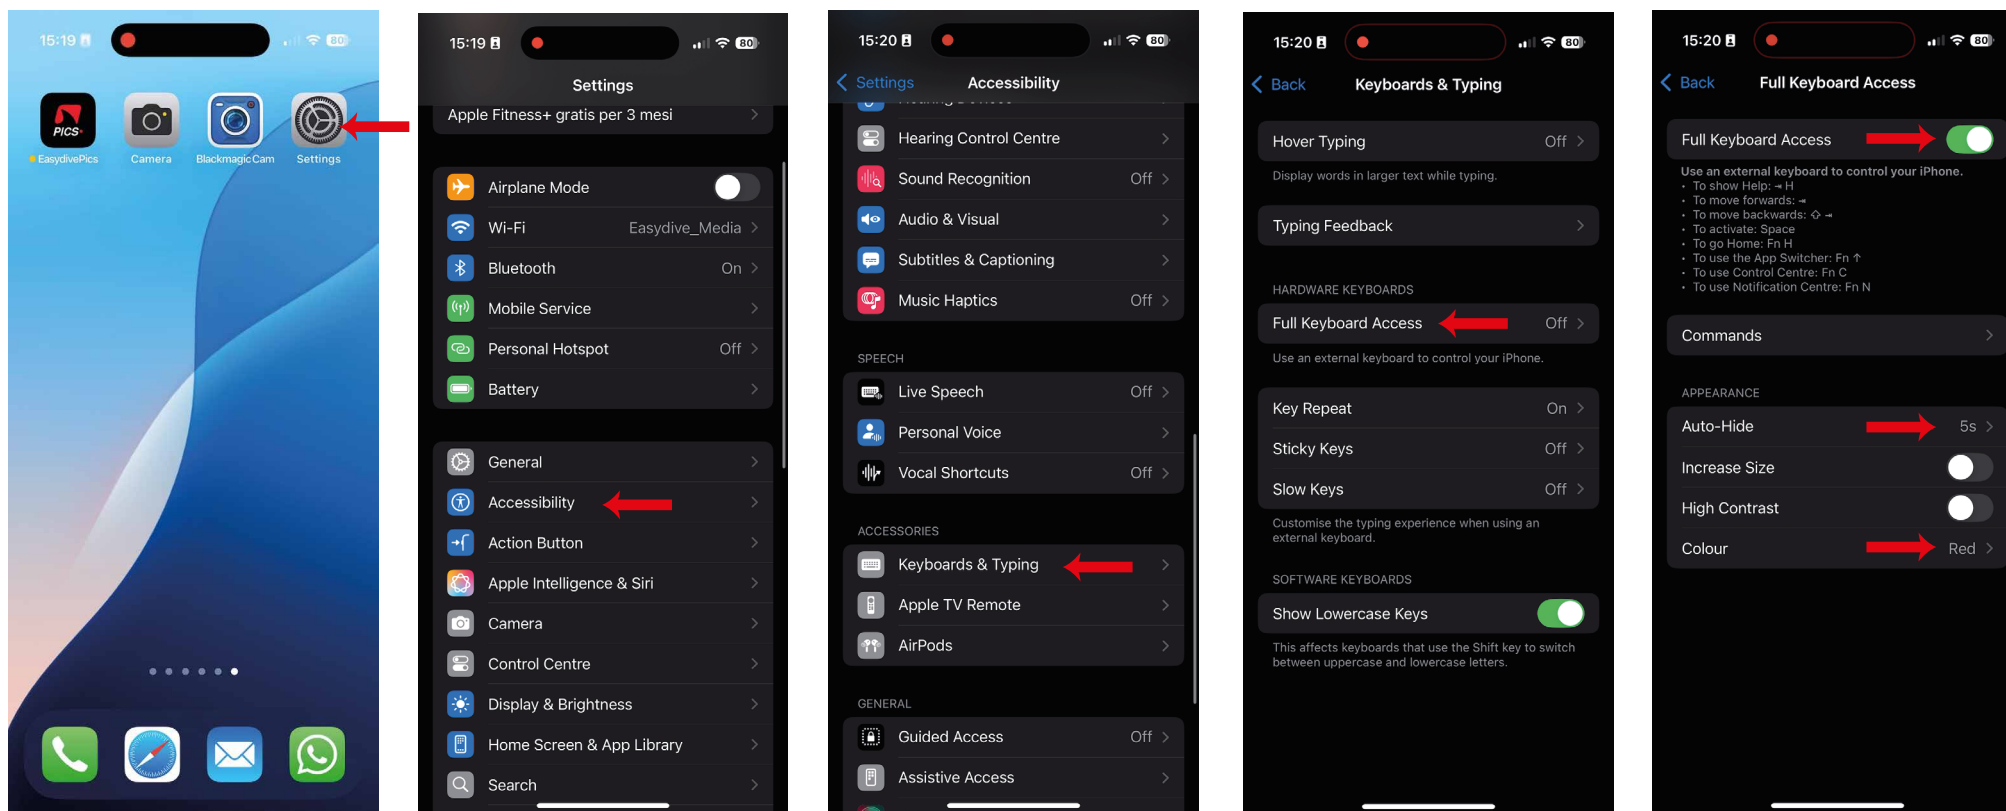 15:19
80
PICS
EasydivePics
Camera
Blackmagic Cam
Settings
15:19
80
Settings
Apple Fitness+ gratis per 3 mesi
Airplane Mode
Wi-Fi Easydive_Media
Bluetooth On
Mobile Service
Personal Hotspot Off
Battery
General
Accessibility
Action Button
Apple Intelligence & Siri
Camera
Control Centre
Display & Brightness
Home Screen & App Library
Search
15:20
80
Settings Accessibility
Hearing Control Centre
Sound Recognition Off
Audio & Visual
Subtitles & Captioning
Music Haptics Off
SPEECH
Live Speech Off
Personal Voice
Vocal Shortcuts Off
ACCESSORIES
Keyboards & Typing
Apple TV Remote
AirPods
GENERAL
Guided Access Off
Assistive Access
15:20
80
Back Keyboards & Typing
Hover Typing Off
Display words in larger text while typing.
Typing Feedback
HARDWARE KEYBOARDS
Full Keyboard Access Off
Use an external keyboard to control your iPhone.
Key Repeat On
Sticky Keys Off
Slow Keys Off
Customise the typing experience when using an
external keyboard.
SOFTWARE KEYBOARDS
Show Lowercase Keys
This affects keyboards that use the Shift key to switch
between uppercase and lowercase letters.
15:20
80
Back Full Keyboard Access
Full Keyboard Access
Use an external keyboard to control your iPhone.
• To show Help: ⇥ H
• To move forwards: ⇥
• To move backwards: ⇧ ⇥
• To activate: Space
• To go Home: Fn H
• To use the App Switcher: Fn ↑
• To use Control Centre: Fn C
• To use Notification Centre: Fn N
Commands
APPEARANCE
Auto-Hide 5s
Increase Size
High Contrast
Colour Red